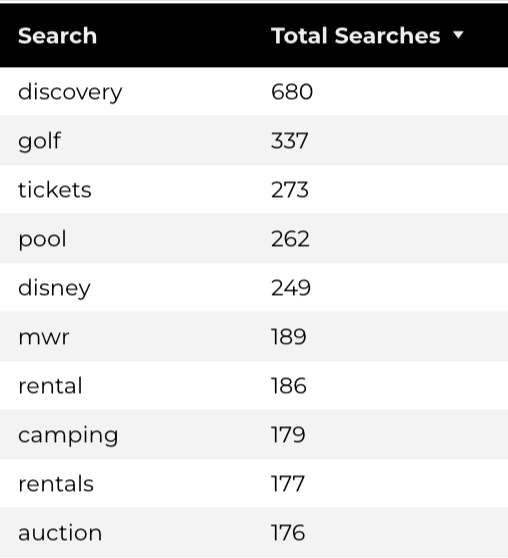 Search Total Searches ▼
discovery 680
golf 337
tickets 273
pool 262
disney 249
mwr 189
rental 186
camping 179
rentals 177
auction 176